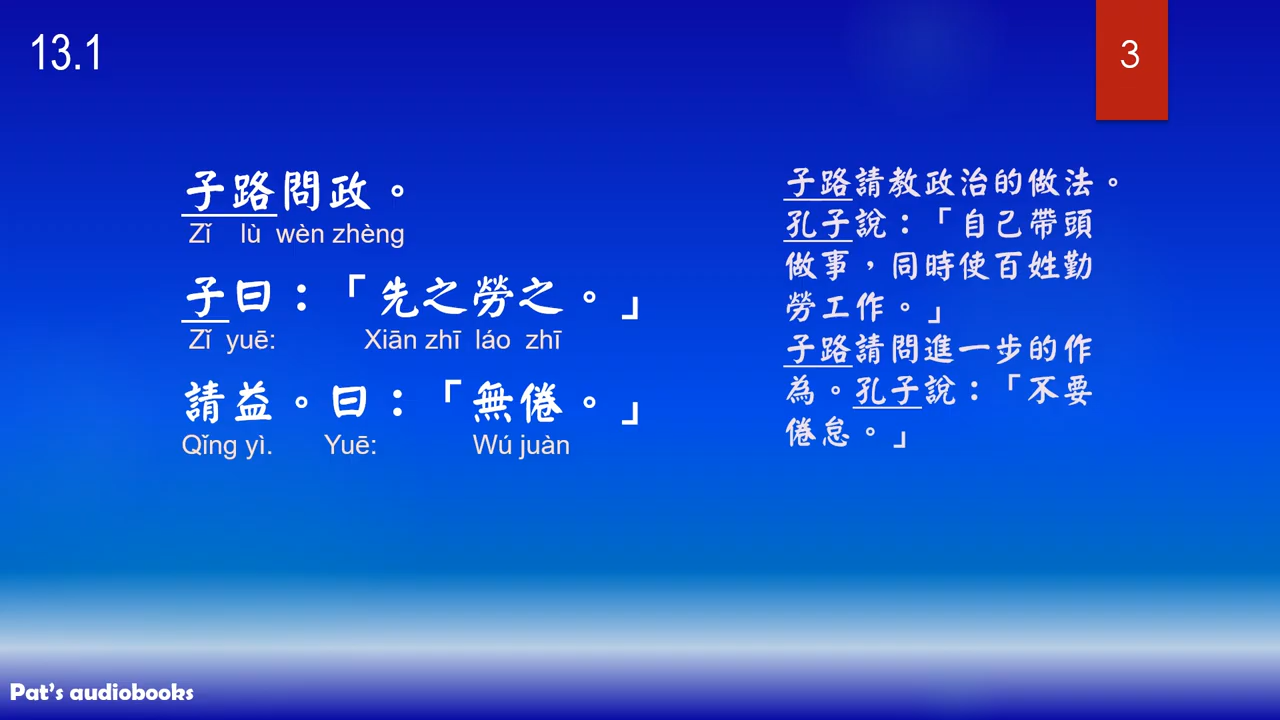 13.1
3
子路問政。
Zǐ lù wèn zhèng
子曰：「先之勞之。」
Zǐ yuē: Xiān zhī láo zhī
請益。曰：「無倦。」
Qǐng yì. Yuē: Wú juàn
子路請教政治的做法。
孔子說：「自己帶頭
做事，同時使百姓勤
勞工作。」
子路請問進一步的作
為。孔子說：「不要
倦怠。」
Pat's audiobooks